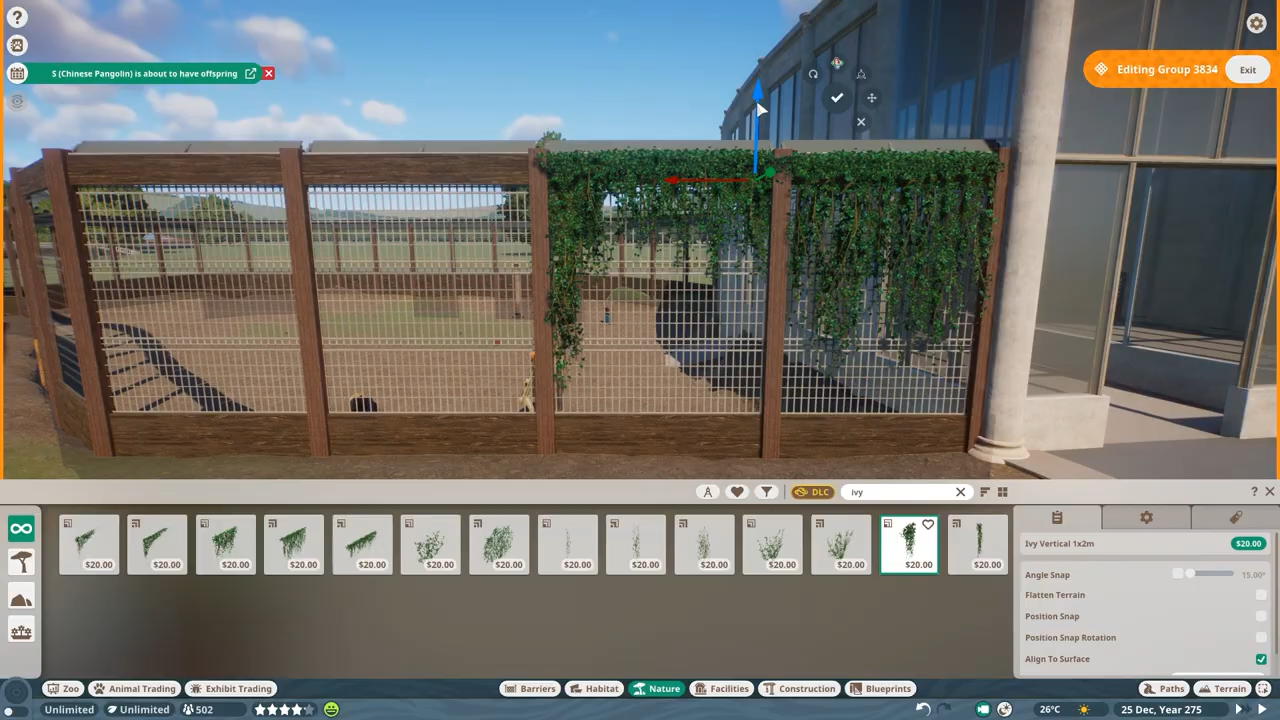 ?
S (Chinese Pangolin) is about to have offspring
Editing Group 3834
Exit
DLC
ivy
?
$20.00
$20.00
$20.00
$20.00
$20.00
$20.00
$20.00
$20.00
$20.00
$20.00
$20.00
$20.00
$20.00
$20.00
Ivy Vertical 1x2m
$20.00
Angle Snap
15.00°
Flatten Terrain
Position Snap
Position Snap Rotation
Align To Surface
Zoo
Animal Trading
Exhibit Trading
Barriers
Habitat
Nature
Facilities
Construction
Blueprints
Paths
Terrain
Unlimited
Unlimited
502
26°C
25 Dec, Year 275